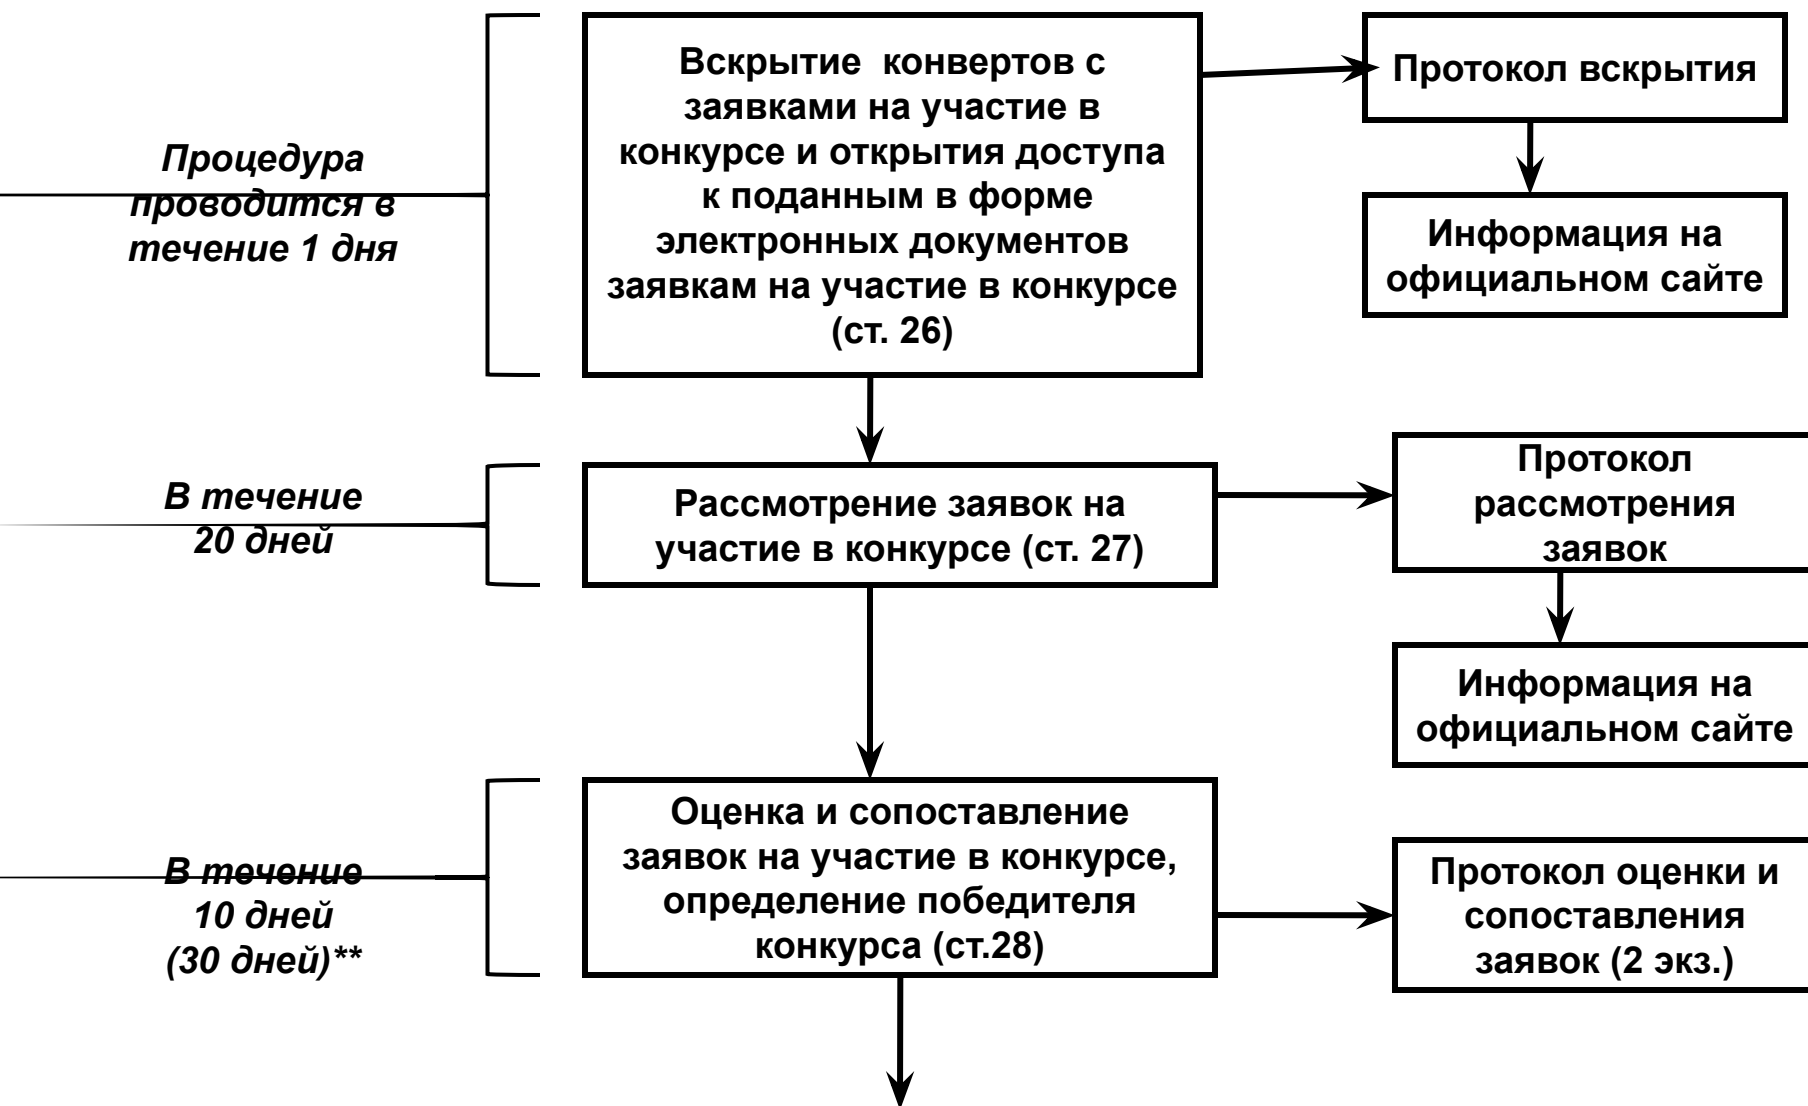 Процедура
проводится в
течение 1 дня
Вскрытие конвертов с
заявками на участие в
конкурсе и открытия доступа
к поданным в форме
электронных документов
заявкам на участие в конкурсе
(ст. 26)
Протокол вскрытия
Информация на
официальном сайте
В течение
20 дней
Рассмотрение заявок на
участие в конкурсе (ст. 27)
Протокол
рассмотрения
заявок
Информация на
официальном сайте
В течение
10 дней
(30 дней)**
Оценка и сопоставление
заявок на участие в конкурсе,
определение победителя
конкурса (ст.28)
Протокол оценки и
сопоставления
заявок (2 экз.)